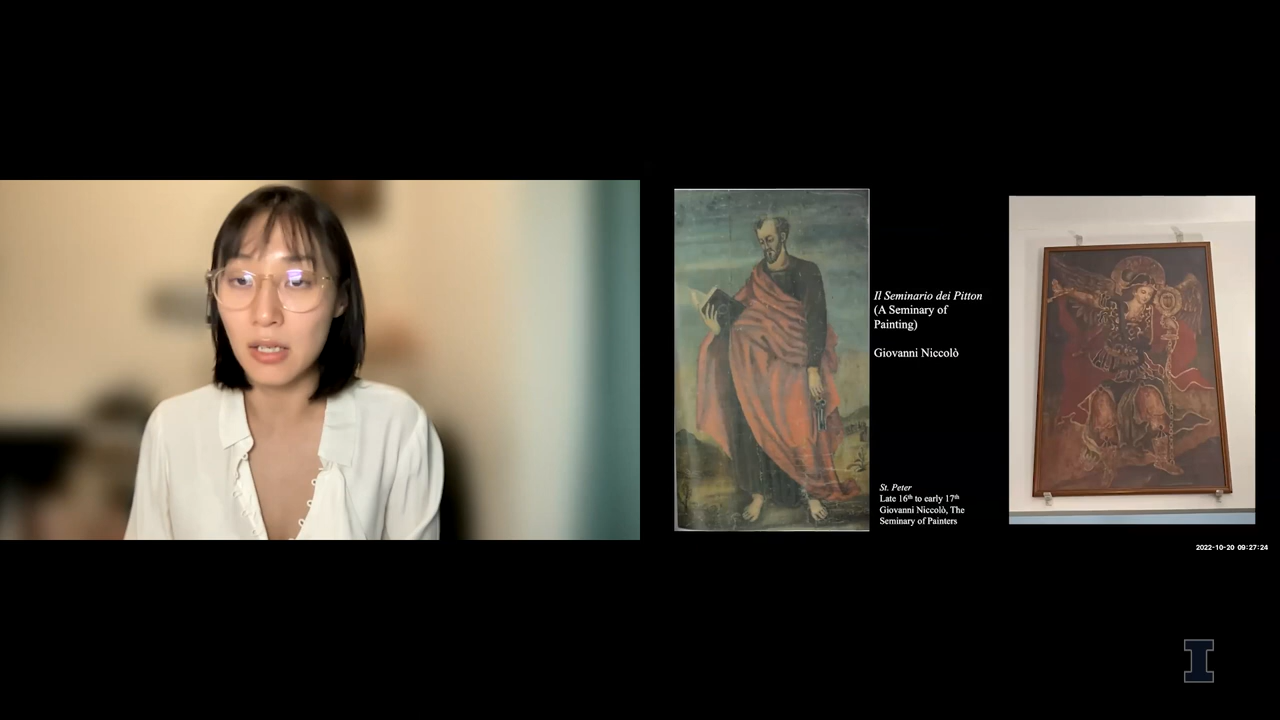 Il Seminario dei Pitton
(A Seminary of
Painting)
Giovanni Niccolò
St. Peter
Late 16th to early 17th
Giovanni Niccolò, The
Seminary of Painters
2022-10-20 09:27:24
I